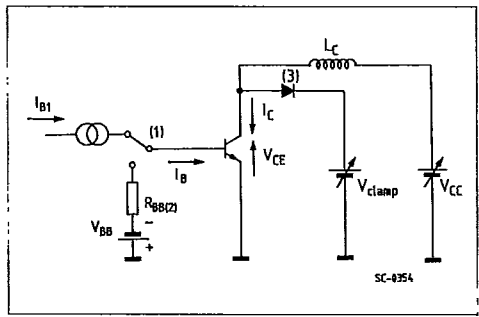 L_C
(3)
I_B1
(1)
I_C
V_CE
I_B
R_BB(2)
V_clamp
V_CC
V_BB
−
+
SC-0354